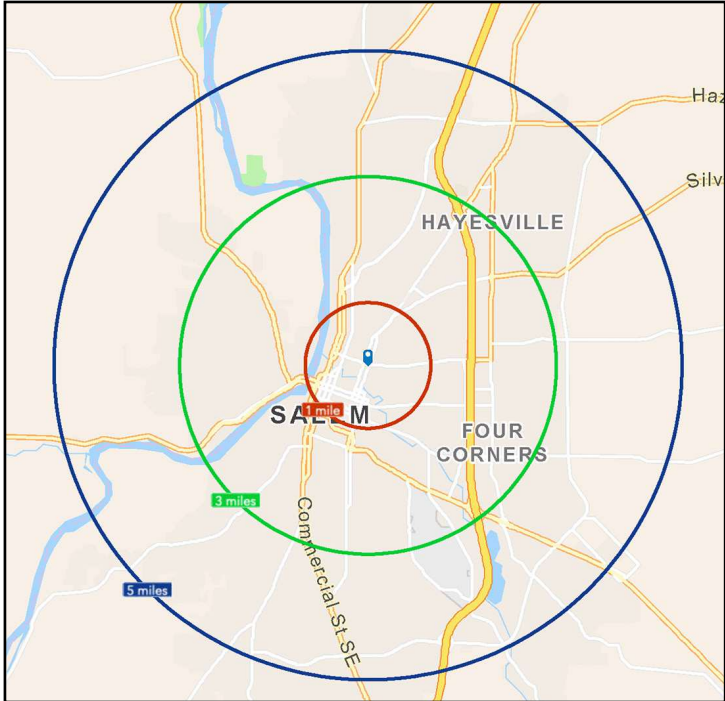 Haz
Silv
HAYESVILLE
1 mile
SALEM
FOUR
CORNERS
3 miles
Commercial St SE
5 miles